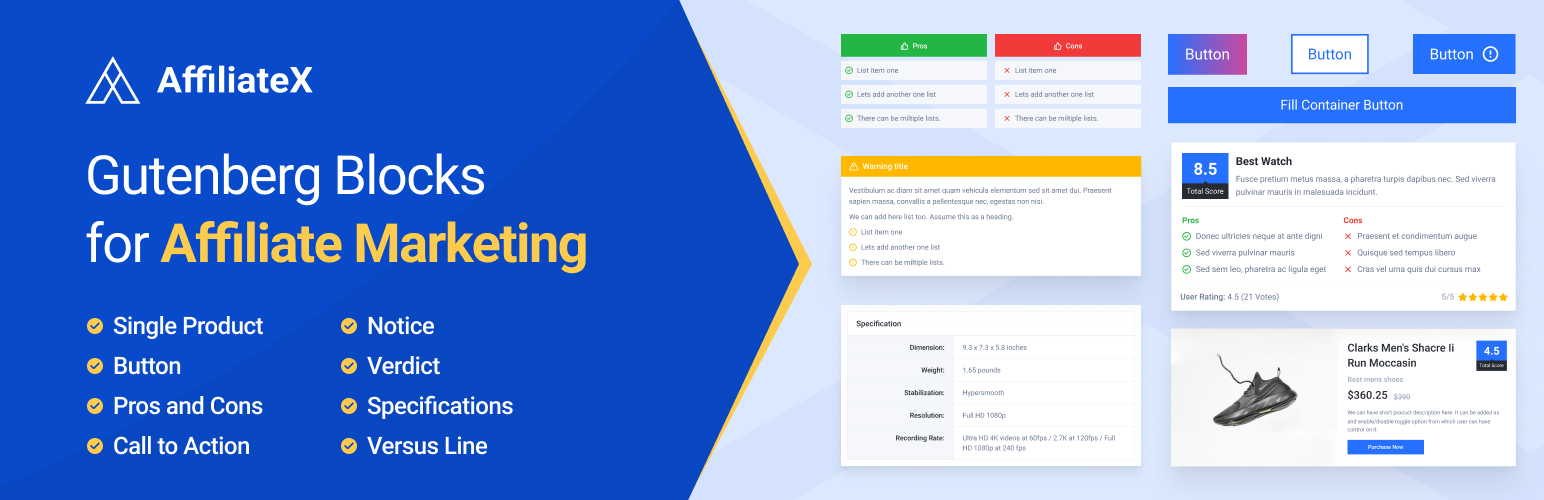 AffiliateX
Gutenberg Blocks
for Affiliate Marketing
Single Product
Button
Pros and Cons
Call to Action
Notice
Verdict
Specifications
Versus Line
Pros
List item one
Lets add another one list
There can be miltiple lists.
Cons
List item one
Lets add another one list
There can be miltiple lists.
Warning title
Vestibulum ac diam sit amet quam vehicula elementum sed sit amet dui. Praesent
sapien massa, convallis a pellentesque nec, egestas non nisi.
We can add here list too. Assume this as a heading.
List item one
Lets add another one list
There can be miltiple lists.
Specification
Dimension: 9.3 x 7.3 x 5.8 inches
Weight: 1.65 pounds
Stabilization: Hypersmooth
Resolution: Full HD 1080p
Recording Rate: Ultra HD 4K videos at 60fps / 2.7K at 120fps / Full
HD 1080p at 240 fps
Button
Button
Button
Fill Container Button
8.5
Total Score
Best Watch
Fusce pretium metus massa, a pharetra turpis dapibus nec. Sed viverra
pulvinar mauris in malesuada incidunt.
Pros
Donec ultricies neque at ante digni
Sed viverra pulvinar mauris
Sed sem leo, pharetra ac ligula eget
Cons
Praesent et condimentum augue
Quisque sed tempus libero
Cras vel urna quis dui cursus max
User Rating: 4.5 (21 Votes)
5/5
Clarks Men's Shacre Ii
Run Moccasin
4.5
Total Score
Best mens shoes
$360.25 $390
We can have short product description here. It can be added as
and enable/disable toggle option from which user can have
control on it.
Purchase Now